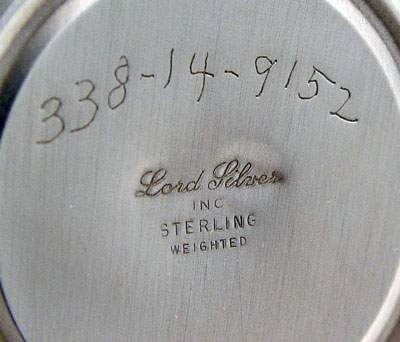 338-14-9152
Lord Silver
INC
STERLING
WEIGHTED